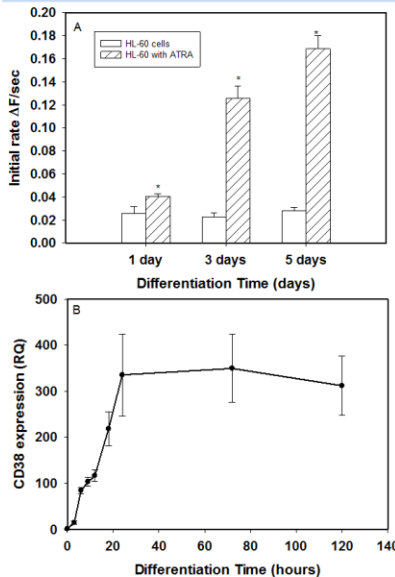 A
HL-60 cells
HL-60 with ATRA
0.20
0.18
0.16
0.14
0.12
0.10
0.08
0.06
0.04
0.02
0.00
Initial rate ΔF/sec
*
*
*
1 day
3 days
5 days
Differentiation Time (days)
B
500
400
300
200
100
0
CD38 expression (RQ)
0
20
40
60
80
100
120
140
Differentiation Time (hours)